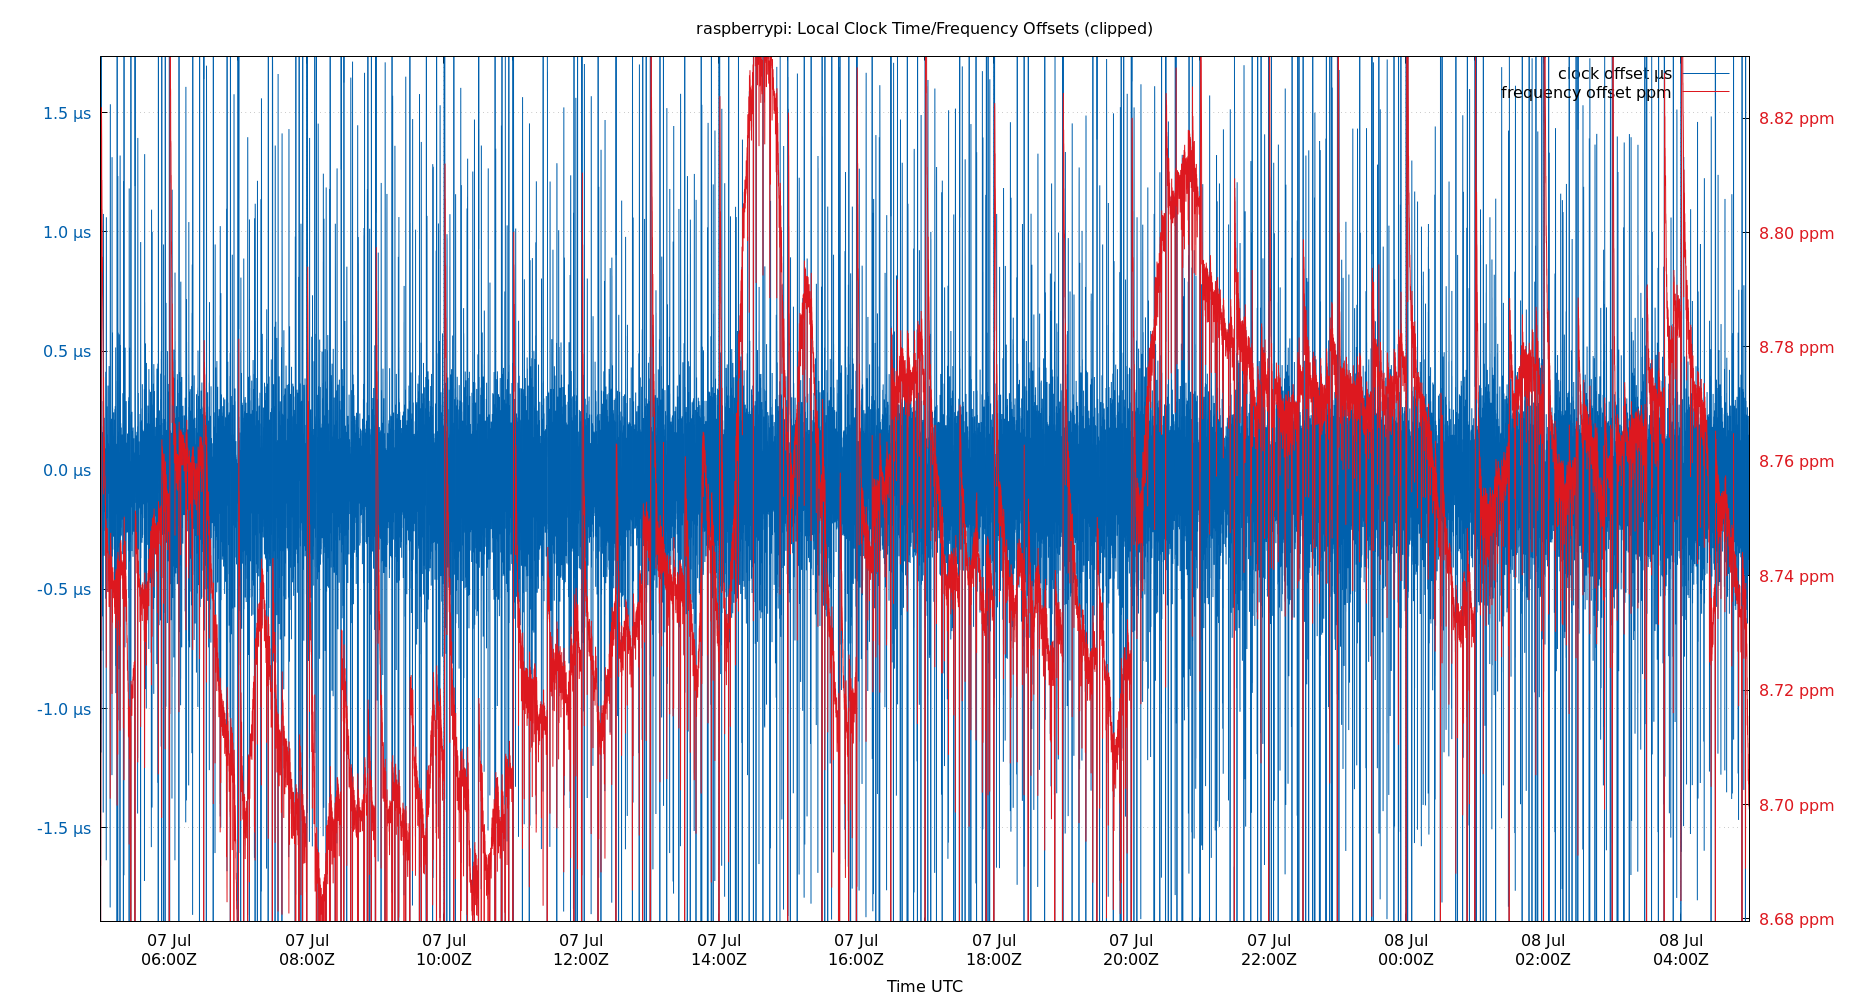 raspberrypi: Local Clock Time/Frequency Offsets (clipped)
clock offset µs
frequency offset ppm
1.5 µs
1.0 µs
0.5 µs
0.0 µs
-0.5 µs
-1.0 µs
-1.5 µs
8.82 ppm
8.80 ppm
8.78 ppm
8.76 ppm
8.74 ppm
8.72 ppm
8.70 ppm
8.68 ppm
07 Jul 07 Jul 07 Jul 07 Jul 07 Jul 07 Jul 07 Jul 07 Jul 07 Jul 08 Jul 08 Jul 08 Jul
06:00Z 08:00Z 10:00Z 12:00Z 14:00Z 16:00Z 18:00Z 20:00Z 22:00Z 00:00Z 02:00Z 04:00Z
Time UTC